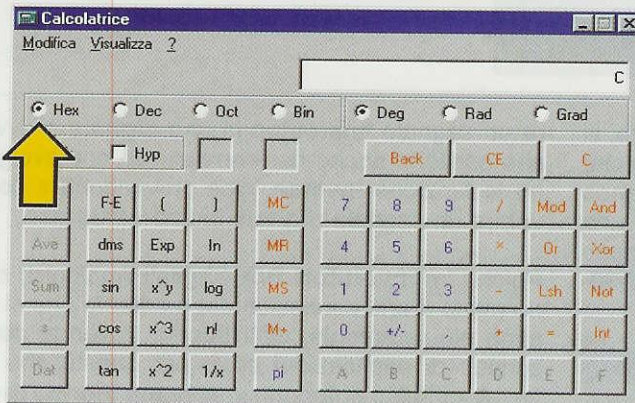 Calcolatrice
Modifica Visualizza ?
C
Hex Dec Oct Bin Deg Rad Grad
Hyp Back CE C
F-E ( ) MC 7 8 9 / Mod And
Ave dms Exp ln MR 4 5 6 * Or Xor
Sum sin x^y log MS 1 2 3 - Lsh Not
s cos x^3 n! M+ 0 +/- , + = Int
Dat tan x^2 1/x pi A B C D E F